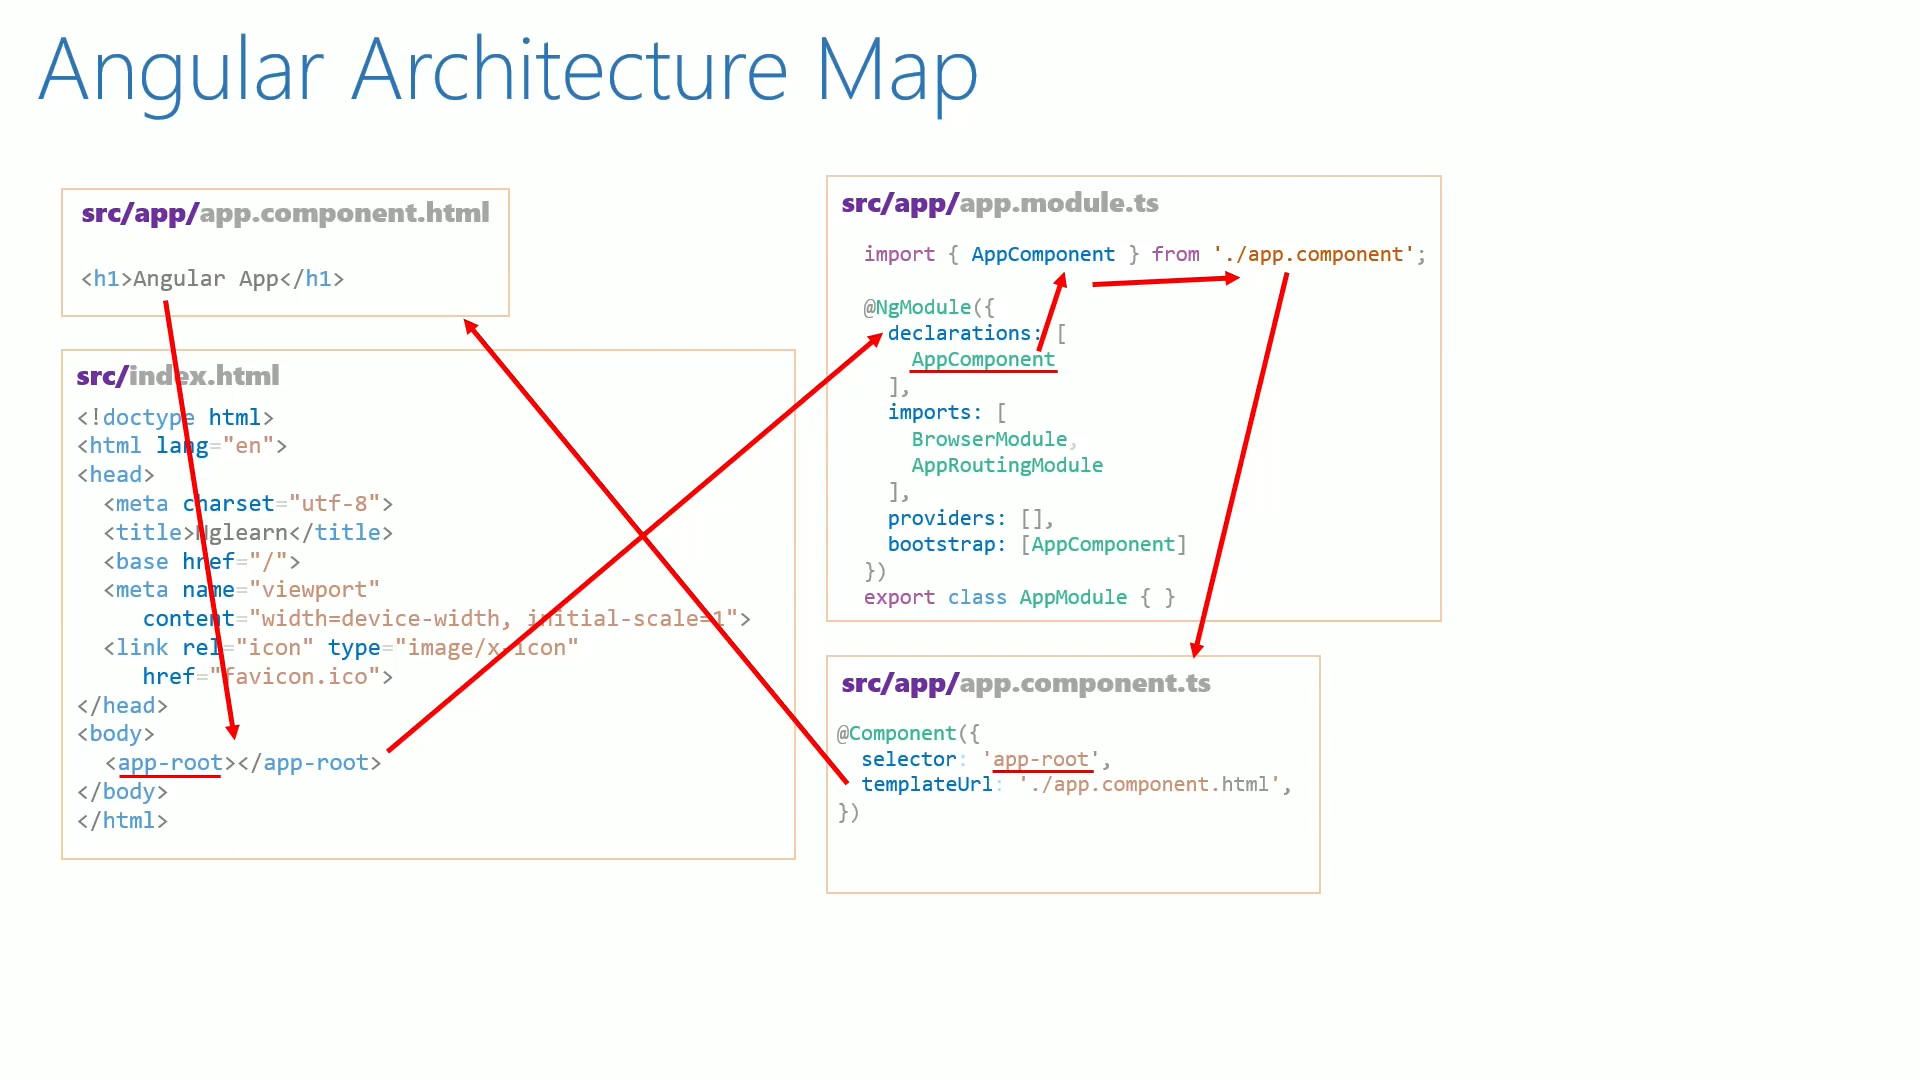 Angular Architecture Map
src/app/app.component.html
<h1>Angular App</h1>
src/index.html
<!doctype html>
<html lang="en">
<head>
<meta charset="utf-8">
<title>Nglearn</title>
<base href="/">
<meta name="viewport"
content="width=device-width, initial-scale=1">
<link rel="icon" type="image/x-icon"
href="favicon.ico">
</head>
<body>
<app-root></app-root>
</body>
</html>
src/app/app.module.ts
import { AppComponent } from './app.component';
@NgModule({
declarations: [
AppComponent
],
imports: [
BrowserModule,
AppRoutingModule
],
providers: [],
bootstrap: [AppComponent]
})
export class AppModule { }
src/app/app.component.ts
@Component({
selector: 'app-root',
templateUrl: './app.component.html',
})